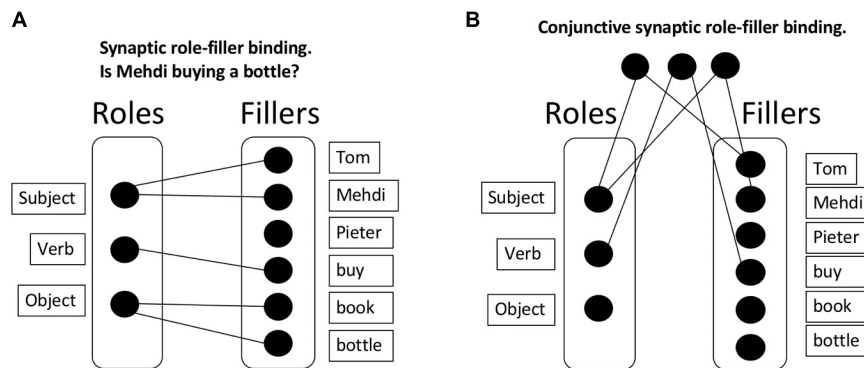 A
Synaptic role-filler binding.
Is Mehdi buying a bottle?
Roles
Fillers
Subject
Verb
Object
Tom
Mehdi
Pieter
buy
book
bottle
B
Conjunctive synaptic role-filler binding.
Roles
Fillers
Subject
Verb
Object
Tom
Mehdi
Pieter
buy
book
bottle